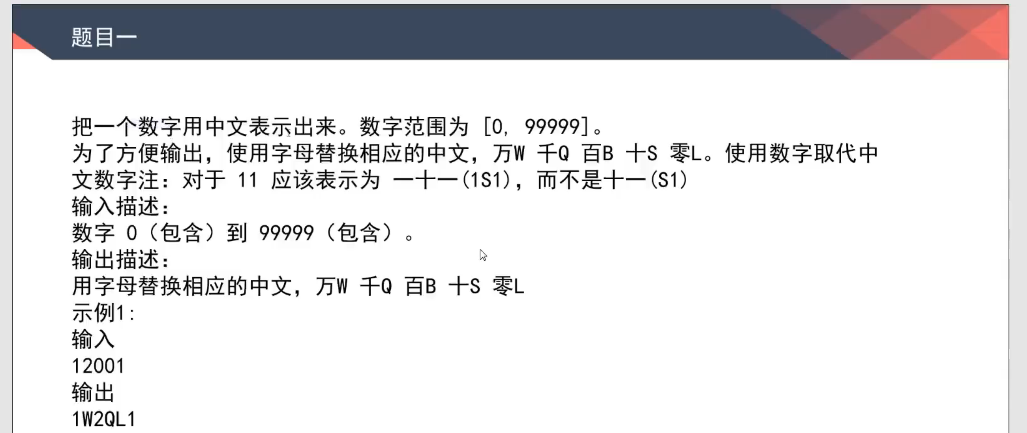 题目一
把一个数字用中文表示出来。数字范围为 [0, 99999]。
为了方便输出，使用字母替换相应的中文，万W 千Q 百B 十S 零L。使用数字取代中
文数字注：对于 11 应该表示为 一十一(1S1)，而不是十一(S1)
输入描述：
数字 0（包含）到 99999（包含）。
输出描述：
用字母替换相应的中文，万W 千Q 百B 十S 零L
示例1：
输入
12001
输出
1W2QL1